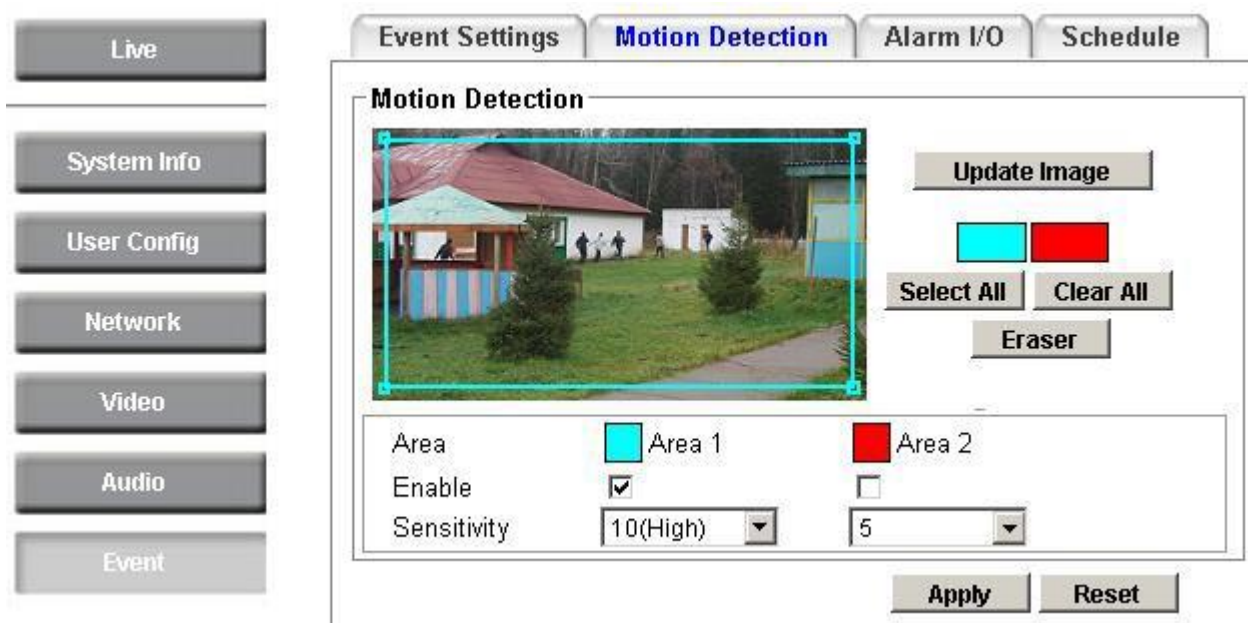 Live
System Info
User Config
Network
Video
Audio
Event
Event Settings
Motion Detection
Alarm I/O
Schedule
Motion Detection
Update Image
Select All
Clear All
Eraser
Area
Area 1
Area 2
Enable
Sensitivity
10(High)
5
Apply
Reset